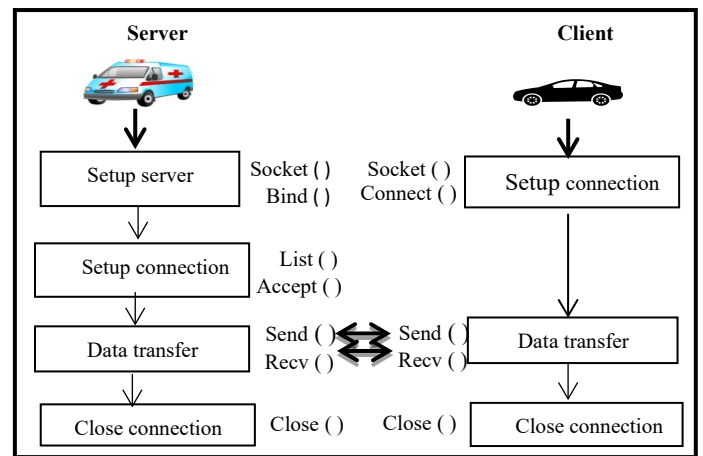 Server
Client
Setup server
Socket ( )
Bind ( )
Socket ( )
Connect ( )
Setup connection
Setup connection
List ( )
Accept ( )
Data transfer
Send ( )
Recv ( )
Send ( )
Recv ( )
Data transfer
Close connection
Close ( )
Close ( )
Close connection